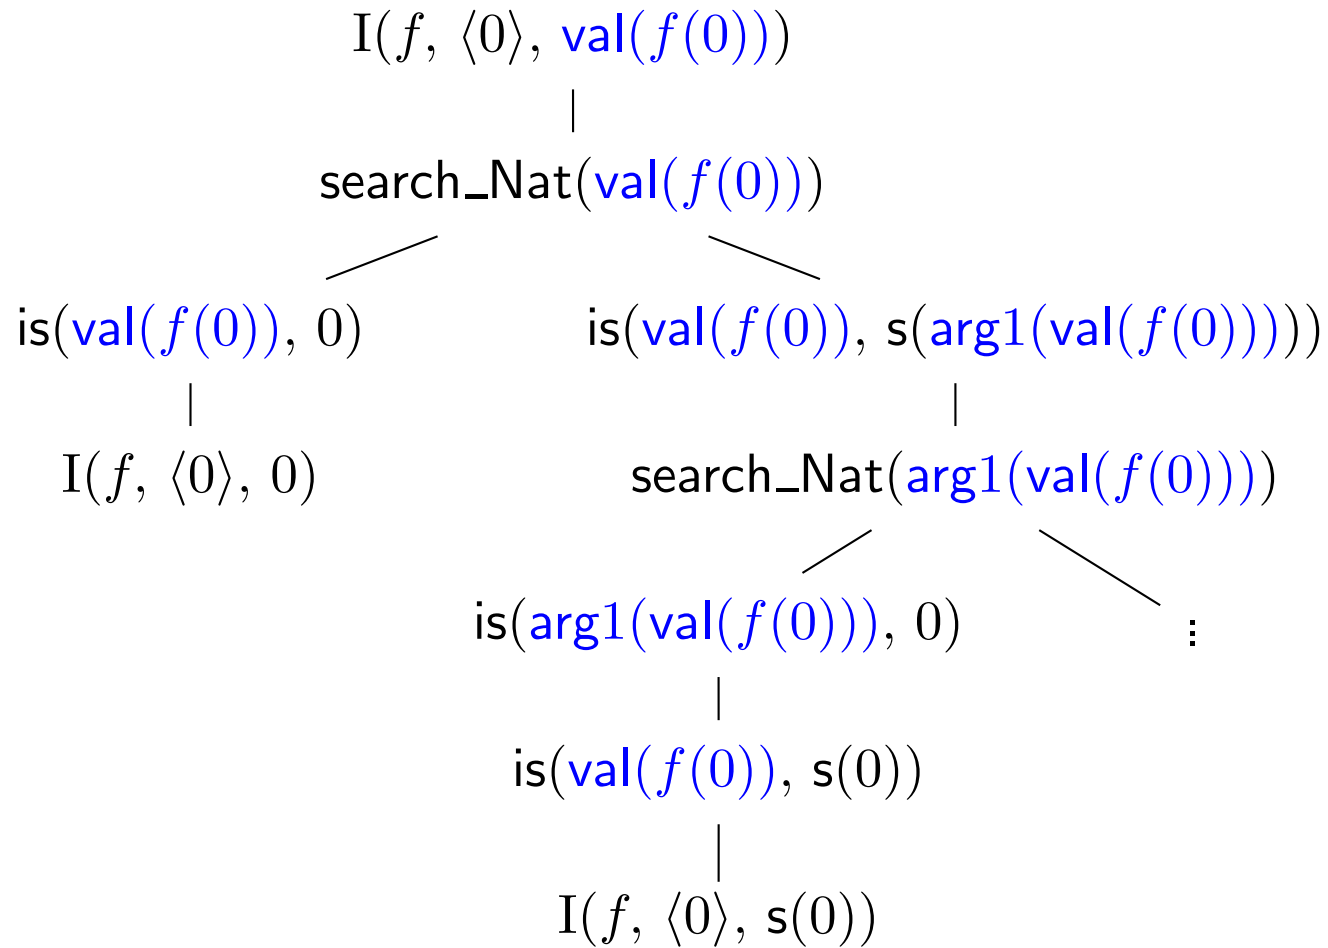 I(f, ⟨0⟩, val(f(0)))
search_Nat(val(f(0)))
is(val(f(0)), 0)
is(val(f(0)), s(arg1(val(f(0)))))
I(f, ⟨0⟩, 0)
search_Nat(arg1(val(f(0))))
is(arg1(val(f(0))), 0)
⋮
is(val(f(0)), s(0))
I(f, ⟨0⟩, s(0))